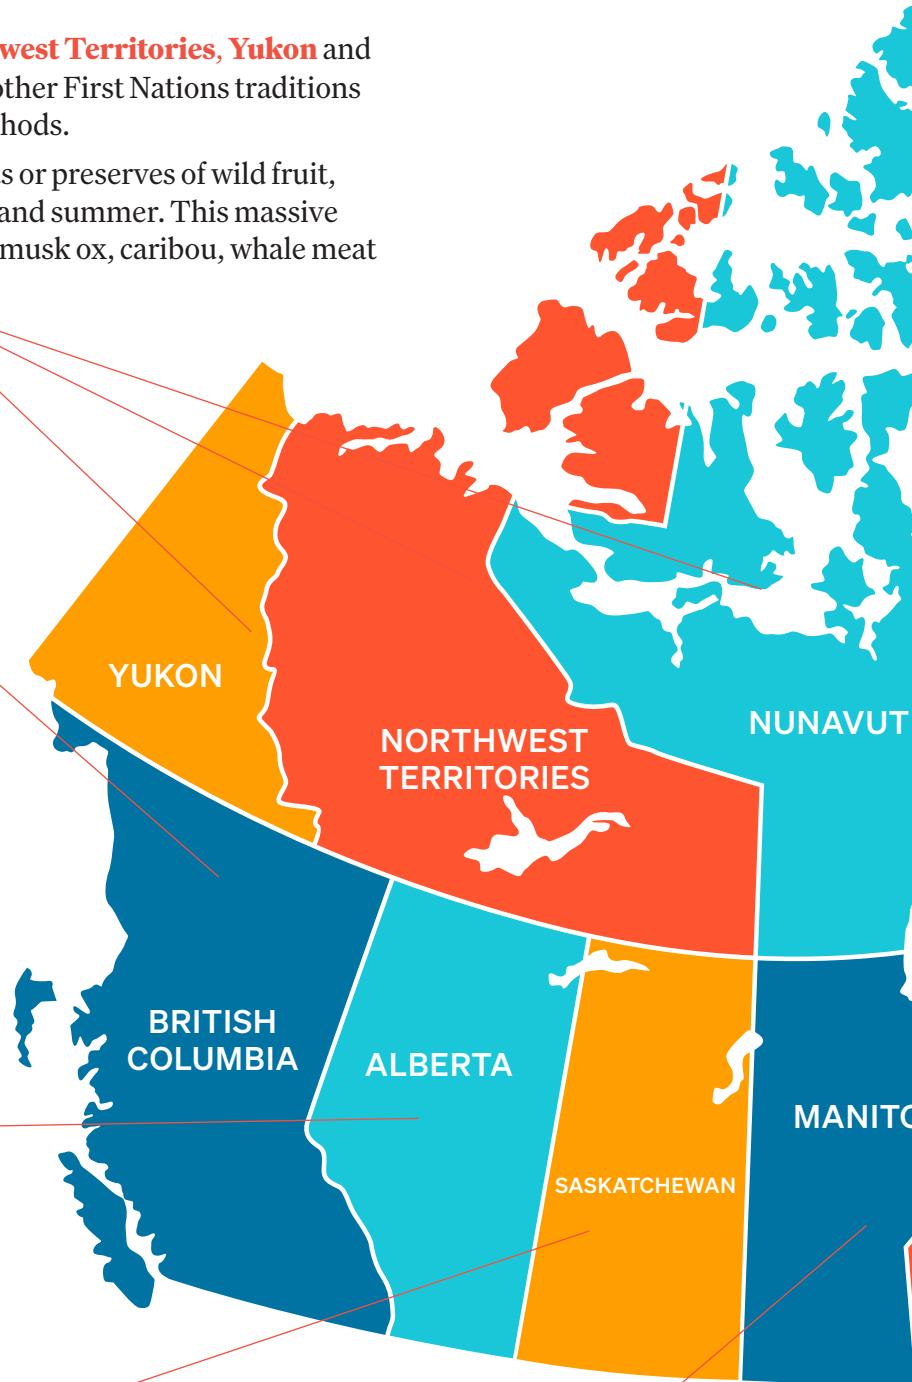 west Territories, Yukon and
other First Nations traditions
hods.
s or preserves of wild fruit,
and summer. This massive
musk ox, caribou, whale meat
YUKON
NORTHWEST
TERRITORIES
NUNAVUT
BRITISH
COLUMBIA
ALBERTA
MANITO
SASKATCHEWAN